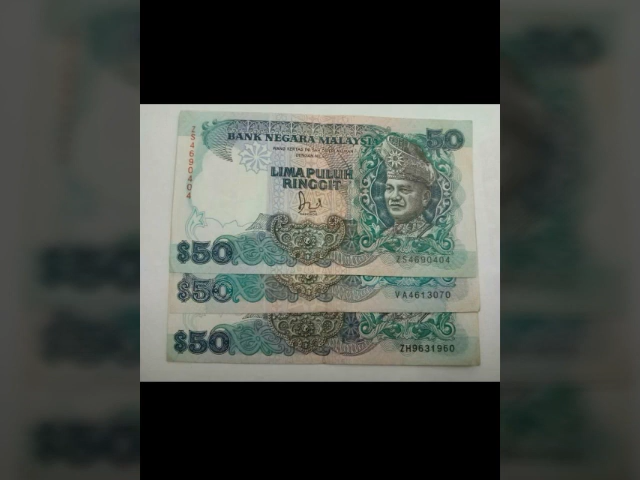 ZS4690404
50
BANK NEGARA MALAYSIA
LIMA PULUH
RINGGIT
$50
ZS4690404
$50
VA4613070
$50
ZH9631960